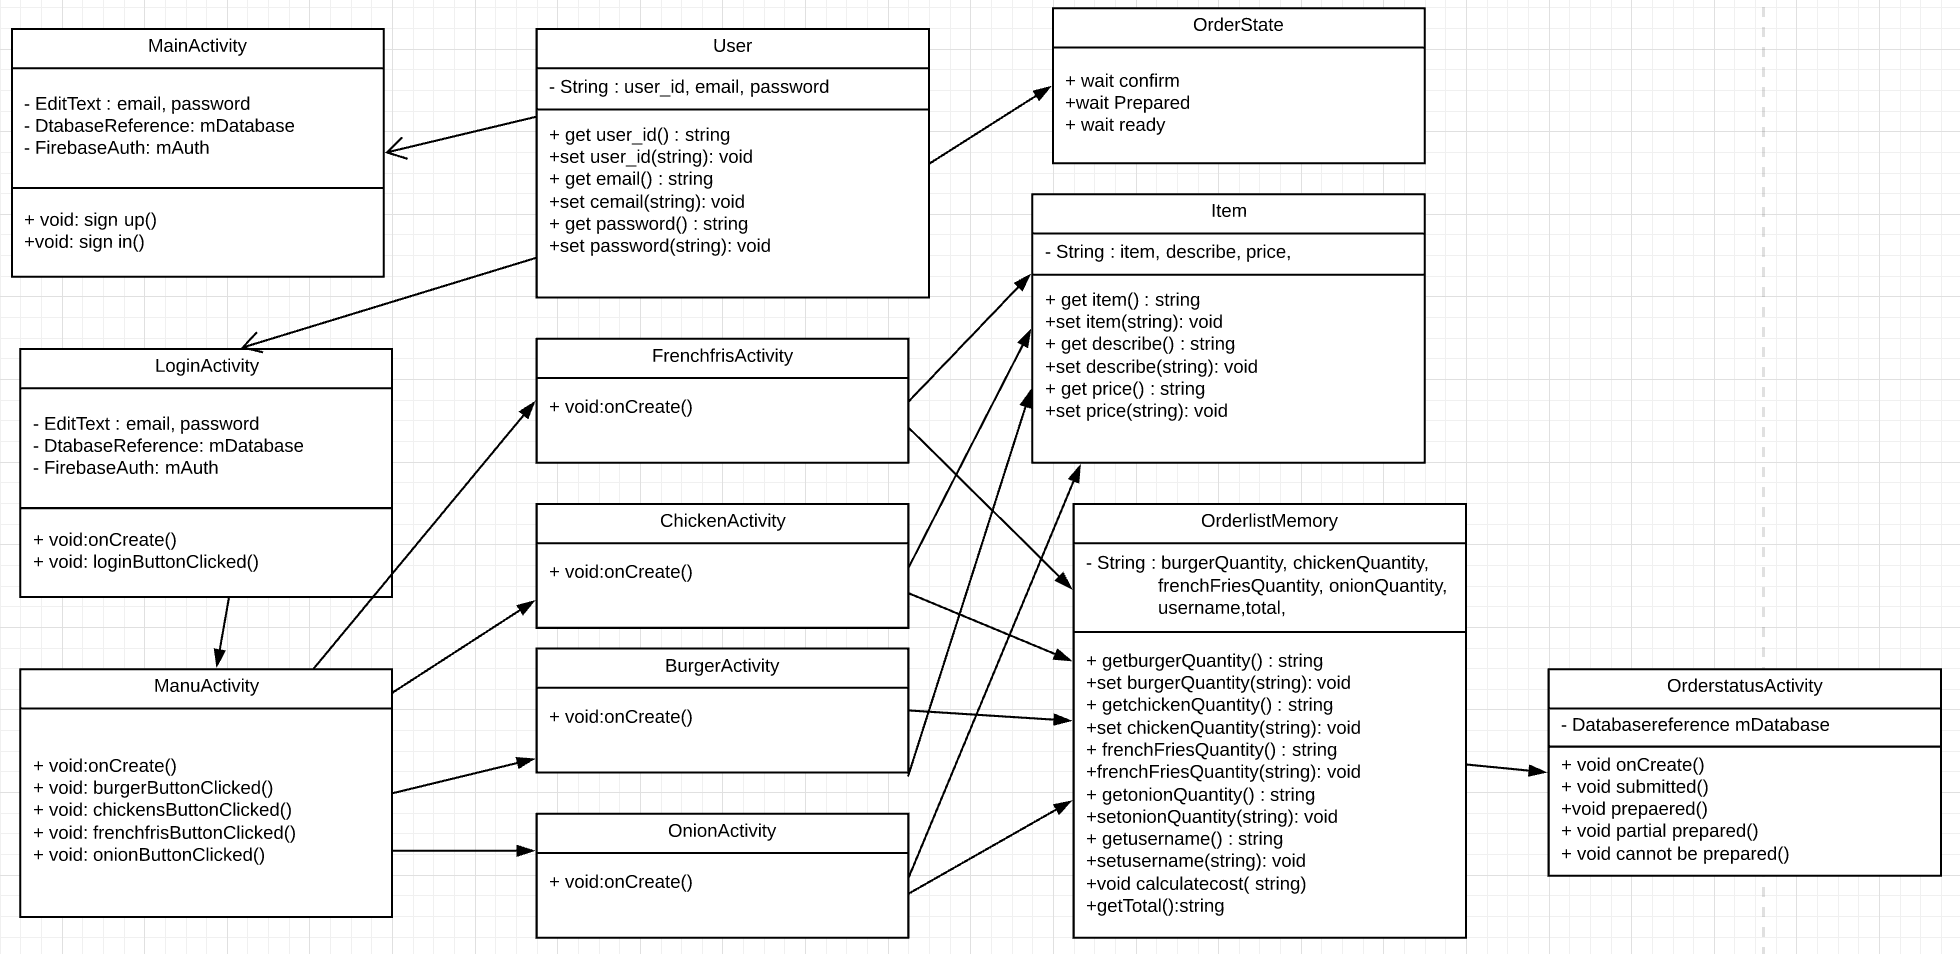 MainActivity
- EditText : email, password
- DtabaseReference: mDatabase
- FirebaseAuth: mAuth
+ void: sign up()
+void: sign in()
User
- String : user_id, email, password
+ get user_id() : string
+set user_id(string): void
+ get email() : string
+set cemail(string): void
+ get password() : string
+set password(string): void
OrderState
+ wait confirm
+wait Prepared
+ wait ready
Item
- String : item, describe, price,
+ get item() : string
+set item(string): void
+ get describe() : string
+set describe(string): void
+ get price() : string
+set price(string): void
LoginActivity
- EditText : email, password
- DtabaseReference: mDatabase
- FirebaseAuth: mAuth
+ void:onCreate()
+ void: loginButtonClicked()
FrenchfrisActivity
+ void:onCreate()
ChickenActivity
+ void:onCreate()
BurgerActivity
+ void:onCreate()
OnionActivity
+ void:onCreate()
ManuActivity
+ void:onCreate()
+ void: burgerButtonClicked()
+ void: chickensButtonClicked()
+ void: frenchfrisButtonClicked()
+ void: onionButtonClicked()
OrderlistMemory
- String : burgerQuantity, chickenQuantity,
frenchFriesQuantity, onionQuantity,
username,total,
+ getburgerQuantity() : string
+set burgerQuantity(string): void
+ getchickenQuantity() : string
+set chickenQuantity(string): void
+ frenchFriesQuantity() : string
+frenchFriesQuantity(string): void
+ getonionQuantity() : string
+setonionQuantity(string): void
+ getusername() : string
+setusername(string): void
+void calculatecost( string)
+getTotal():string
OrderstatusActivity
- Databasereference mDatabase
+ void onCreate()
+ void submitted()
+void prepaered()
+ void partial prepared()
+ void cannot be prepared()